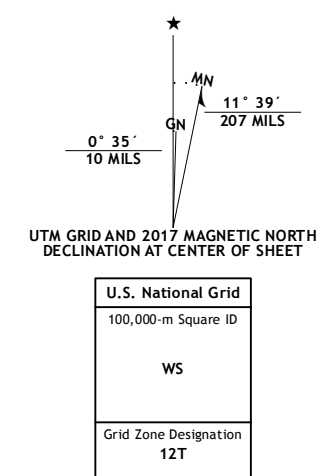 MN
GN
11° 39´
207 MILS
0° 35´
10 MILS
UTM GRID AND 2017 MAGNETIC NORTH
DECLINATION AT CENTER OF SHEET
U.S. National Grid
100,000-m Square ID
WS
Grid Zone Designation
12T